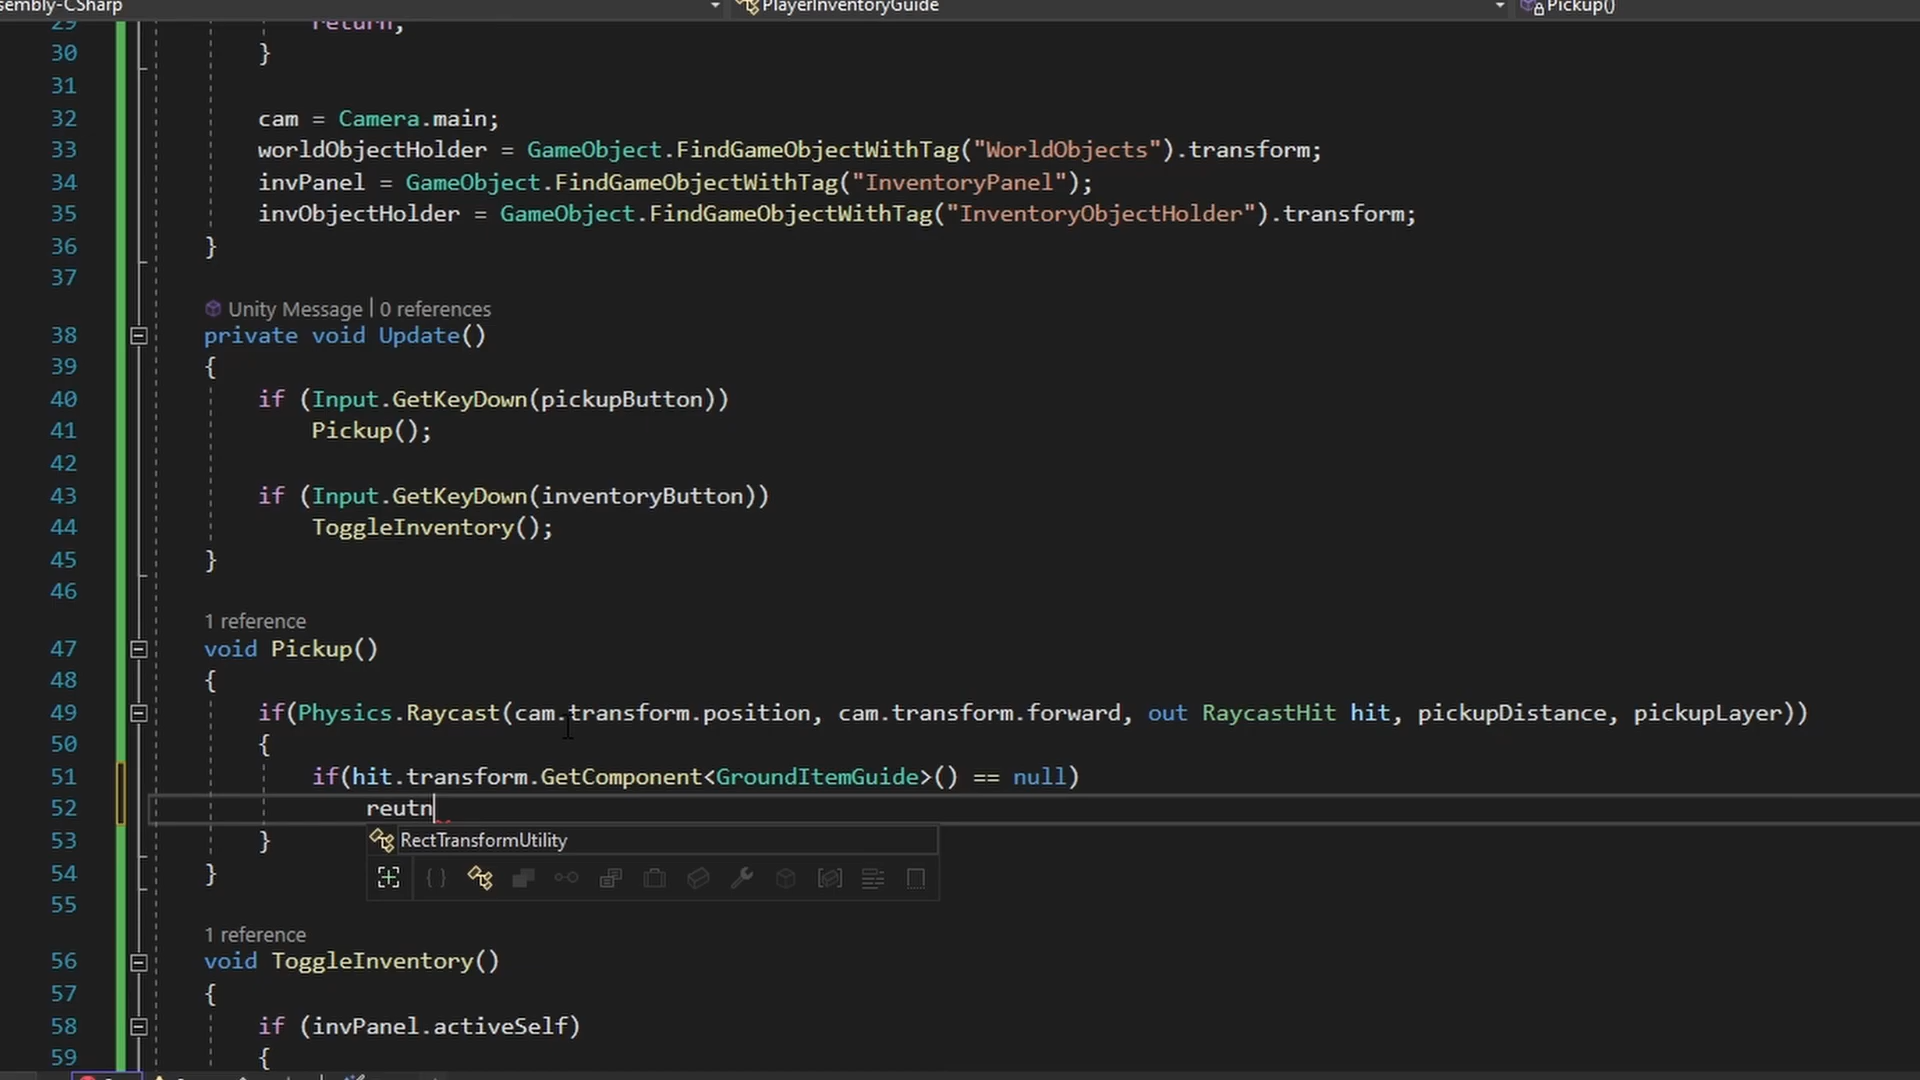 sembly-CSharp PlayerInventoryGuide Pickup()
29 return;
30 }
31
32 cam = Camera.main;
33 worldObjectHolder = GameObject.FindGameObjectWithTag("WorldObjects").transform;
34 invPanel = GameObject.FindGameObjectWithTag("InventoryPanel");
35 invObjectHolder = GameObject.FindGameObjectWithTag("InventoryObjectHolder").transform;
36 }
37
Unity Message | 0 references
38 private void Update()
39 {
40 if (Input.GetKeyDown(pickupButton))
41 Pickup();
42
43 if (Input.GetKeyDown(inventoryButton))
44 ToggleInventory();
45 }
46
1 reference
47 void Pickup()
48 {
49 if(Physics.Raycast(cam.transform.position, cam.transform.forward, out RaycastHit hit, pickupDistance, pickupLayer))
50 {
51 if(hit.transform.GetComponent<GroundItemGuide>() == null)
52 reutn
53 }
RectTransformUtility
54 }
55
1 reference
56 void ToggleInventory()
57 {
58 if (invPanel.activeSelf)
59 {